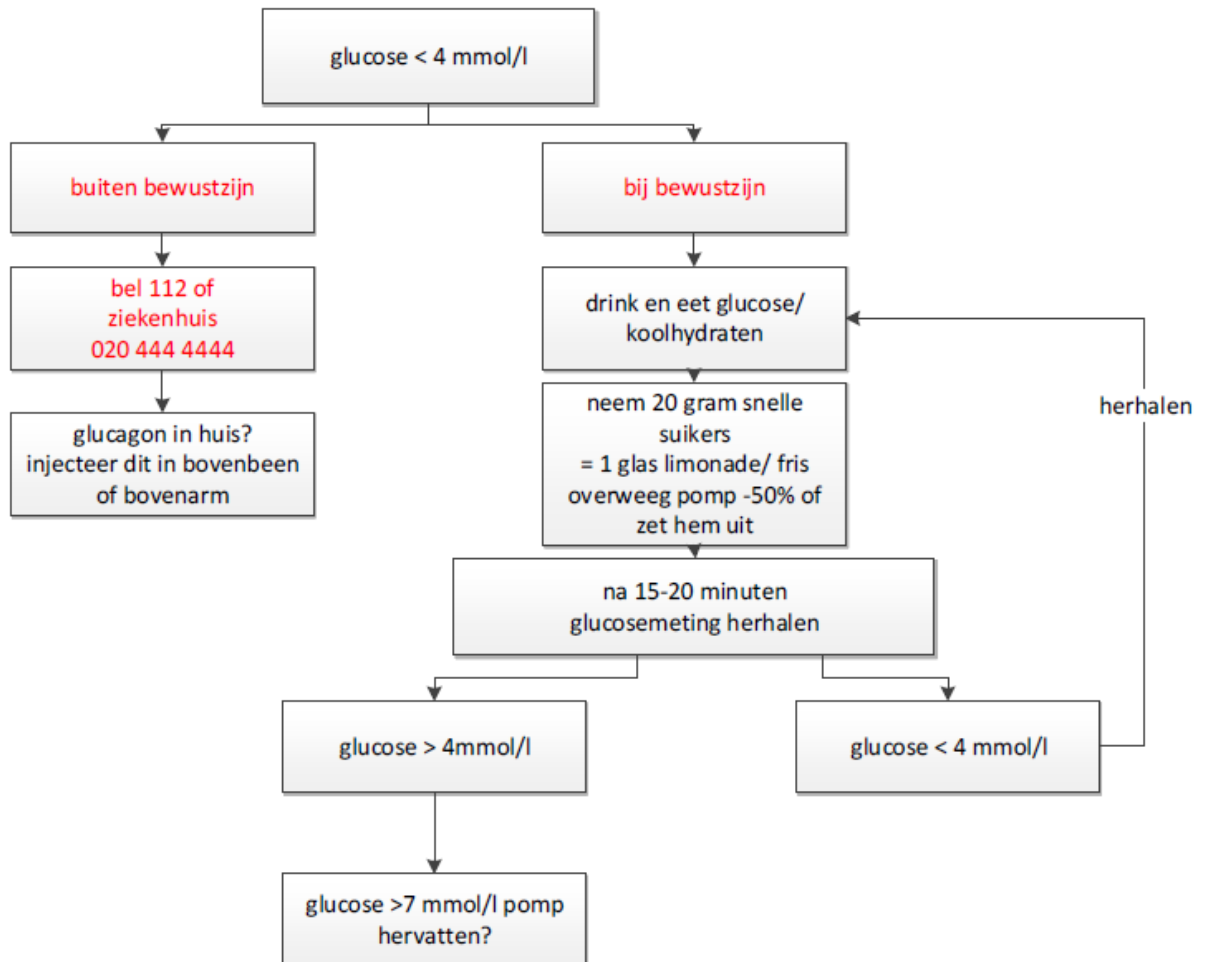 glucose < 4 mmol/l
buiten bewustzijn
bij bewustzijn
bel 112 of
ziekenhuis
020 444 4444
drink en eet glucose/
koolhydraten
glucagon in huis?
injecteer dit in bovenbeen
of bovenarm
neem 20 gram snelle
suikers
= 1 glas limonade/ fris
overweeg pomp -50% of
zet hem uit
herhalen
na 15-20 minuten
glucosemeting herhalen
glucose > 4mmol/l
glucose < 4 mmol/l
glucose >7 mmol/l pomp
hervatten?